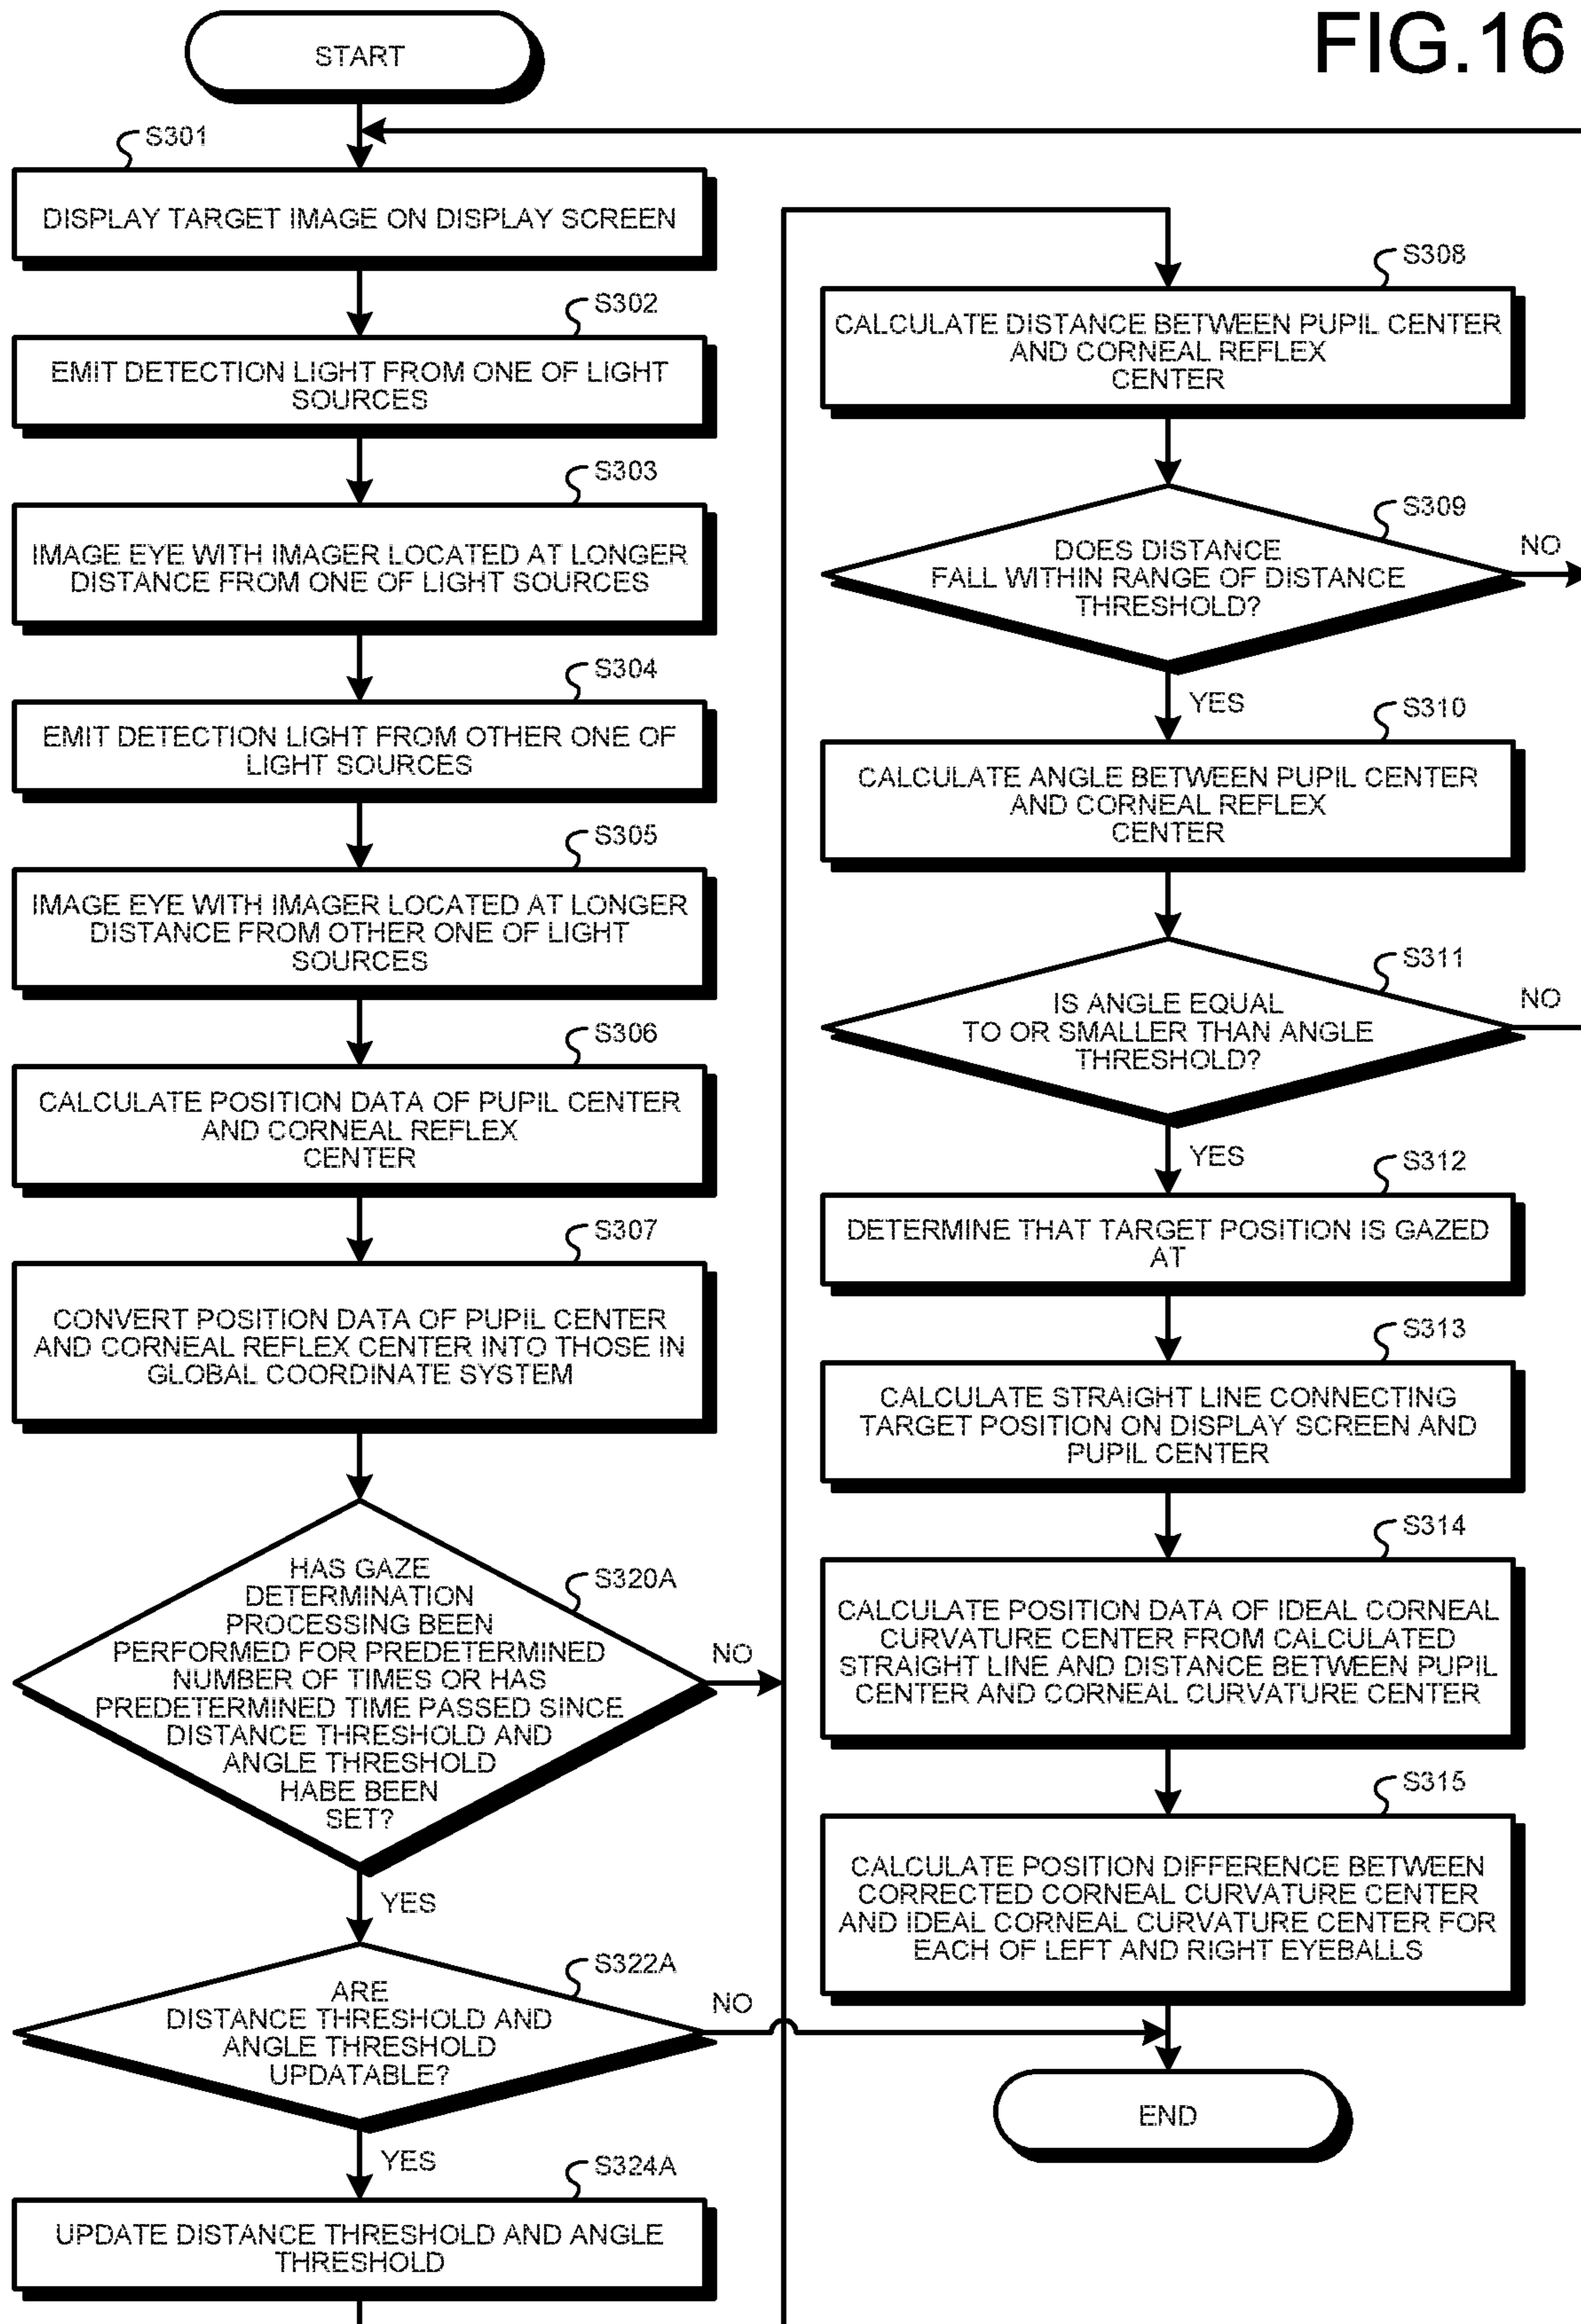 FIG.16
START
S301
DISPLAY TARGET IMAGE ON DISPLAY SCREEN
S302
EMIT DETECTION LIGHT FROM ONE OF LIGHT
SOURCES
S303
IMAGE EYE WITH IMAGER LOCATED AT LONGER
DISTANCE FROM ONE OF LIGHT SOURCES
S304
EMIT DETECTION LIGHT FROM OTHER ONE OF
LIGHT SOURCES
S305
IMAGE EYE WITH IMAGER LOCATED AT LONGER
DISTANCE FROM OTHER ONE OF LIGHT
SOURCES
S306
CALCULATE POSITION DATA OF PUPIL CENTER
AND CORNEAL REFLEX
CENTER
S307
CONVERT POSITION DATA OF PUPIL CENTER
AND CORNEAL REFLEX CENTER INTO THOSE IN
GLOBAL COORDINATE SYSTEM
S320A
HAS GAZE
DETERMINATION
PROCESSING BEEN
PERFORMED FOR PREDETERMINED
NUMBER OF TIMES OR HAS
PREDETERMINED TIME PASSED SINCE
DISTANCE THRESHOLD AND
ANGLE THRESHOLD
HABE BEEN
SET?
NO
YES
S322A
ARE
DISTANCE THRESHOLD AND
ANGLE THRESHOLD
UPDATABLE?
NO
YES
S324A
UPDATE DISTANCE THRESHOLD AND ANGLE
THRESHOLD
S308
CALCULATE DISTANCE BETWEEN PUPIL CENTER
AND CORNEAL REFLEX
CENTER
S309
DOES DISTANCE
FALL WITHIN RANGE OF DISTANCE
THRESHOLD?
NO
YES
S310
CALCULATE ANGLE BETWEEN PUPIL CENTER
AND CORNEAL REFLEX
CENTER
S311
IS ANGLE EQUAL
TO OR SMALLER THAN ANGLE
THRESHOLD?
NO
YES
S312
DETERMINE THAT TARGET POSITION IS GAZED
AT
S313
CALCULATE STRAIGHT LINE CONNECTING
TARGET POSITION ON DISPLAY SCREEN AND
PUPIL CENTER
S314
CALCULATE POSITION DATA OF IDEAL CORNEAL
CURVATURE CENTER FROM CALCULATED
STRAIGHT LINE AND DISTANCE BETWEEN PUPIL
CENTER AND CORNEAL CURVATURE CENTER
S315
CALCULATE POSITION DIFFERENCE BETWEEN
CORRECTED CORNEAL CURVATURE CENTER
AND IDEAL CORNEAL CURVATURE CENTER FOR
EACH OF LEFT AND RIGHT EYEBALLS
END